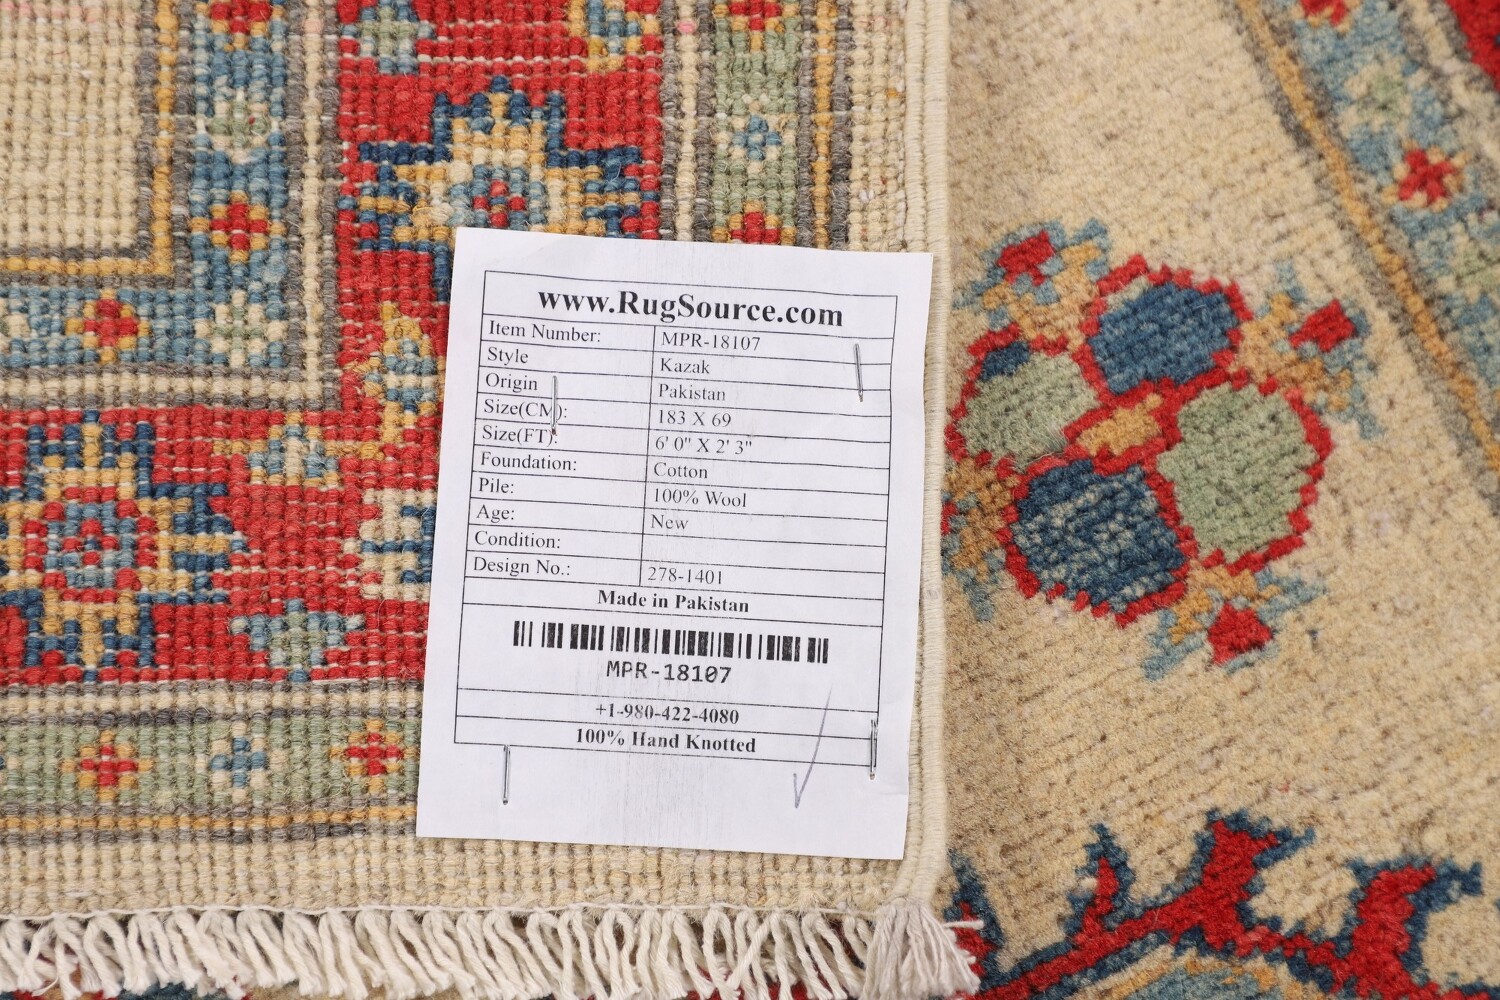 www.RugSource.com
Item Number: MPR-18107
Style Kazak
Origin Pakistan
Size(CM): 183 X 69
Size(FT): 6' 0" X 2' 3"
Foundation: Cotton
Pile: 100% Wool
Age: New
Condition:
Design No.: 278-1401
Made in Pakistan
MPR-18107
+1-980-422-4080
100% Hand Knotted